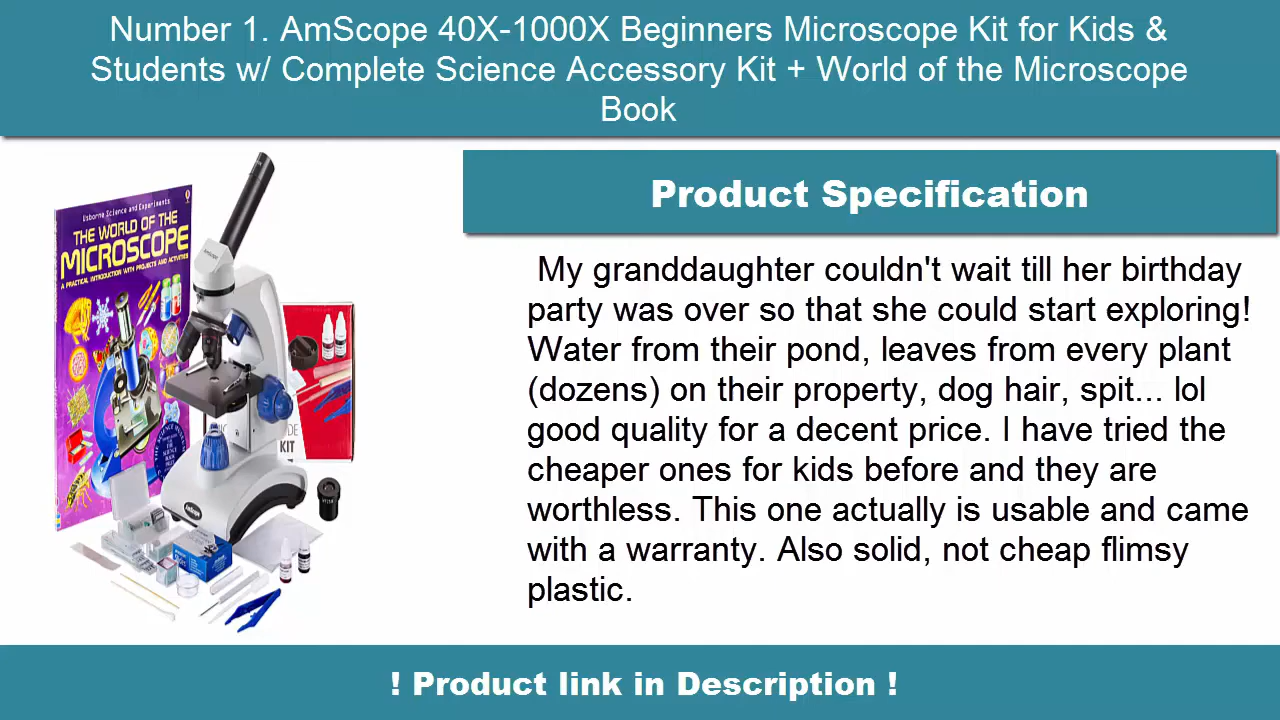 Number 1. AmScope 40X-1000X Beginners Microscope Kit for Kids &
Students w/ Complete Science Accessory Kit + World of the Microscope
Book
Product Specification
Usborne Science and Experiments
THE WORLD OF THE
MICROSCOPE
A PRACTICAL INTRODUCTION WITH PROJECTS AND ACTIVITIES
AmScope
KIT
AmScope
My granddaughter couldn't wait till her birthday
party was over so that she could start exploring!
Water from their pond, leaves from every plant
(dozens) on their property, dog hair, spit... lol
good quality for a decent price. I have tried the
cheaper ones for kids before and they are
worthless. This one actually is usable and came
with a warranty. Also solid, not cheap flimsy
plastic.
! Product link in Description !